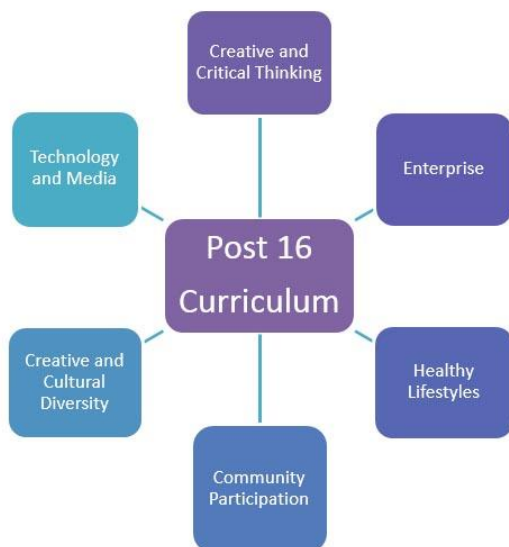 Creative and
Critical Thinking
Technology
and Media
Enterprise
Post 16
Curriculum
Creative and
Cultural
Diversity
Healthy
Lifestyles
Community
Participation